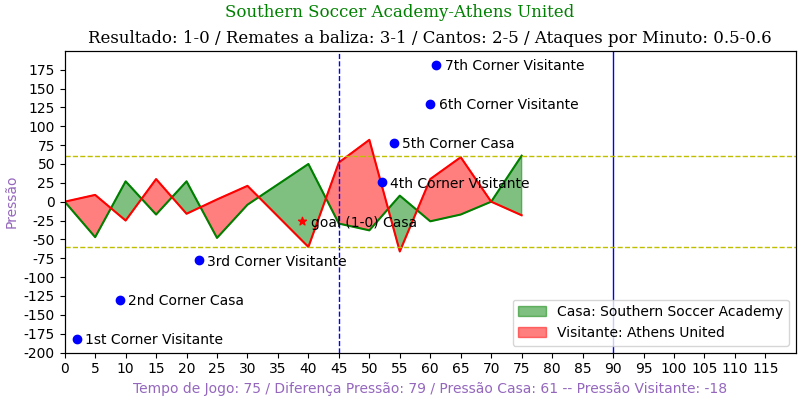 Southern Soccer Academy-Athens United
Resultado: 1-0 / Remates a baliza: 3-1 / Cantos: 2-5 / Ataques por Minuto: 0.5-0.6
Pressão
175
150
125
100
75
50
25
0
-25
-50
-75
-100
-125
-150
-175
-200
7th Corner Visitante
6th Corner Visitante
5th Corner Casa
4th Corner Visitante
goal (1-0) Casa
3rd Corner Visitante
2nd Corner Casa
1st Corner Visitante
Casa: Southern Soccer Academy
Visitante: Athens United
0 5 10 15 20 25 30 35 40 45 50 55 60 65 70 75 80 85 90 95 100 105 110 115
Tempo de Jogo: 75 / Diferença Pressão: 79 / Pressão Casa: 61 -- Pressão Visitante: -18